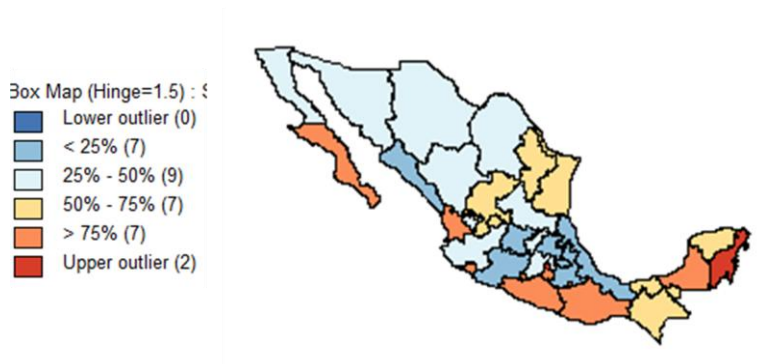 Box Map (Hinge=1.5) : S
Lower outlier (0)
< 25% (7)
25% - 50% (9)
50% - 75% (7)
> 75% (7)
Upper outlier (2)